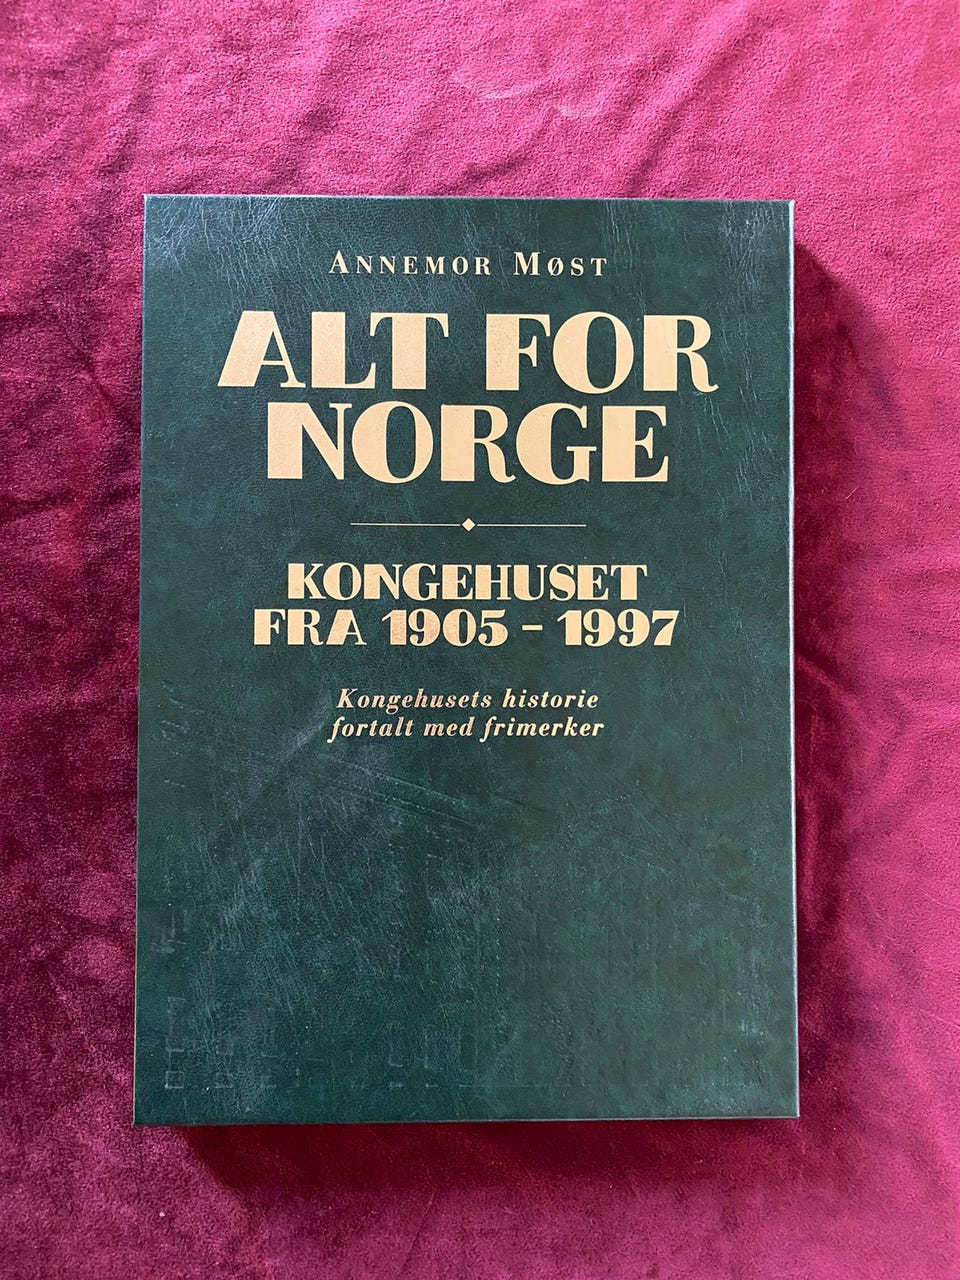 ANNEMOR MØST
ALT FOR
NORGE
KONGEHUSET
FRA 1905 - 1997
Kongehusets historie
fortalt med frimerker